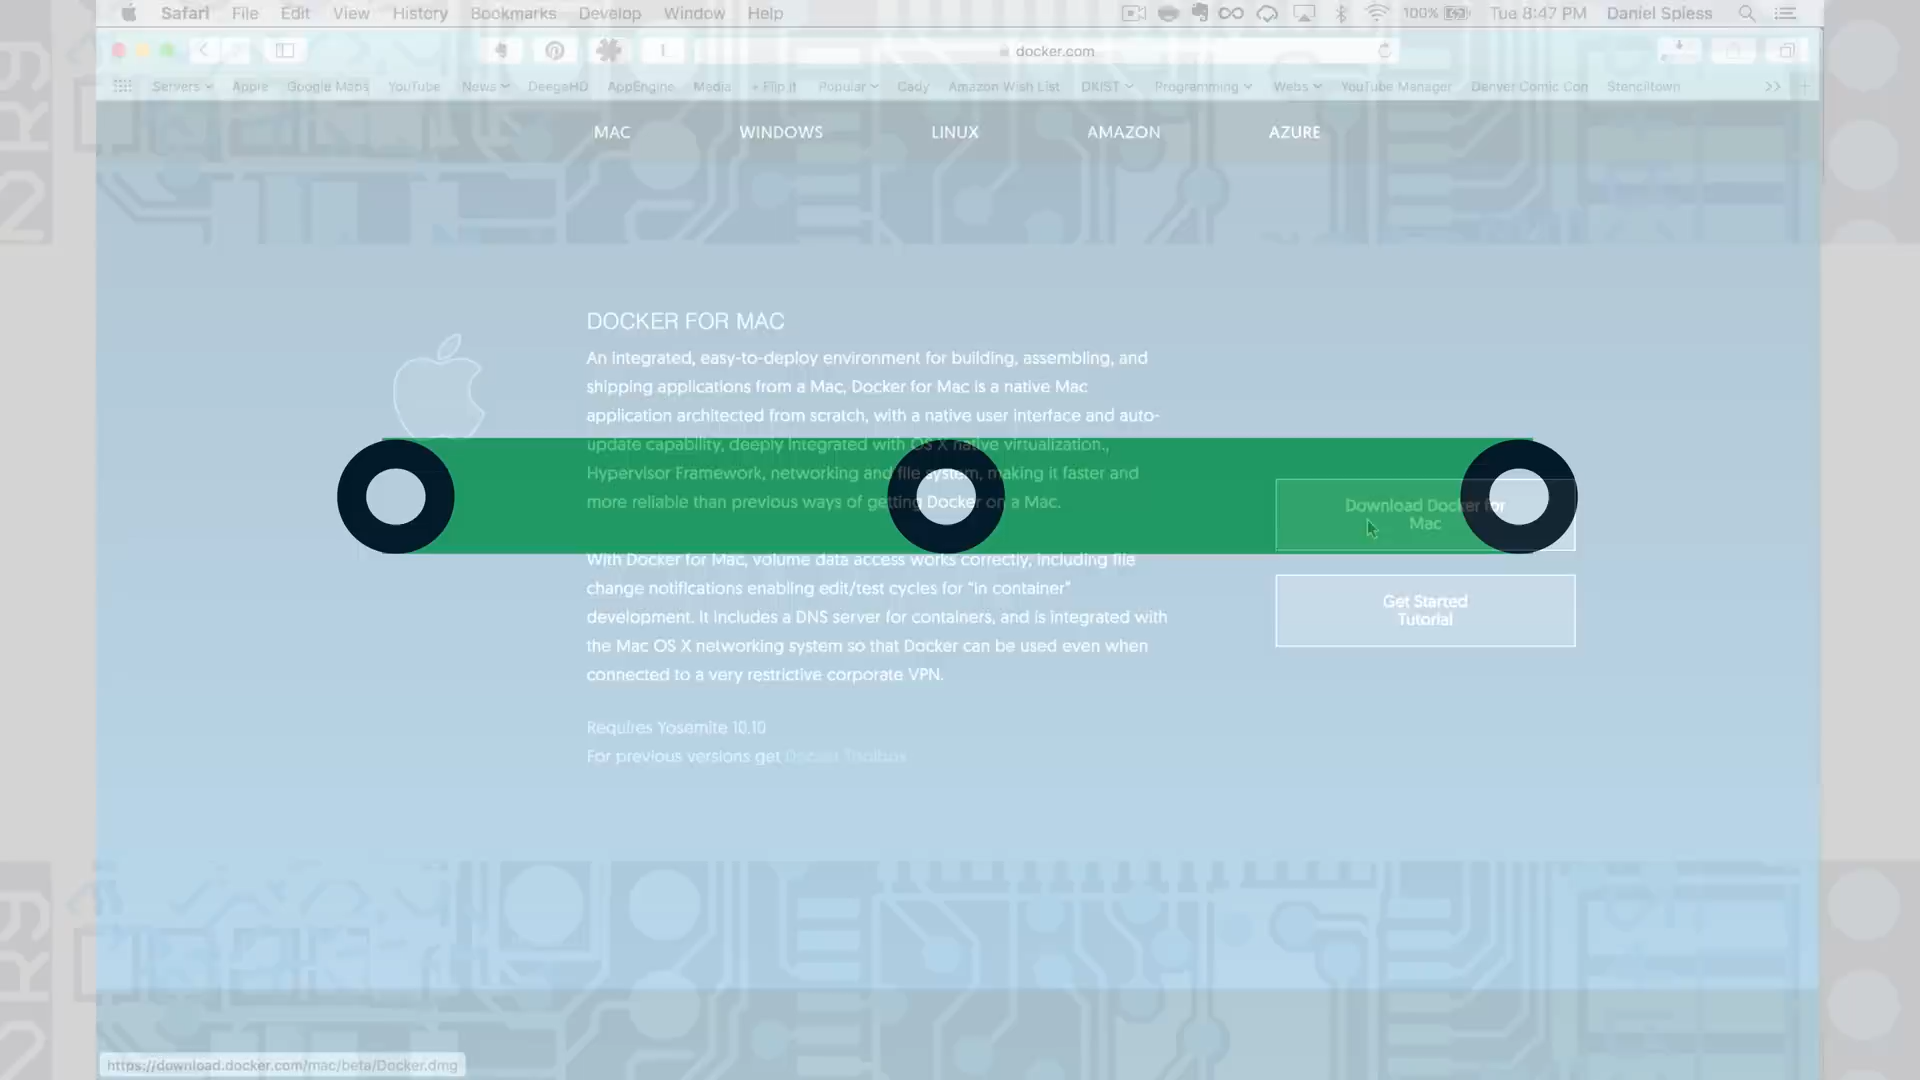 Safari File Edit View History Bookmarks Develop Window Help 100% Tue 8:47 PM Daniel Spiess
docker.com
Servers Apple Google Maps YouTube News DeegeHD AppEngine Media + Flip It Popular Cady Amazon Wish List DKIST Programming Webs YouTube Manager Denver Comic Con Stenciltown
MAC WINDOWS LINUX AMAZON AZURE
DOCKER FOR MAC
An integrated, easy-to-deploy environment for building, assembling, and
shipping applications from a Mac, Docker for Mac is a native Mac
application architected from scratch, with a native user interface and auto-
update capability, deeply integrated with OS X native virtualization.,
Hypervisor Framework, networking and file system, making it faster and
more reliable than previous ways of getting Docker on a Mac.
With Docker for Mac, volume data access works correctly, including file
change notifications enabling edit/test cycles for "in container"
development. It includes a DNS server for containers, and is integrated with
the Mac OS X networking system so that Docker can be used even when
connected to a very restrictive corporate VPN.
Requires Yosemite 10.10
For previous versions get Docker Toolbox
Download Docker for
Mac
Get Started
Tutorial
https://download.docker.com/mac/beta/Docker.dmg
2R9
2R9